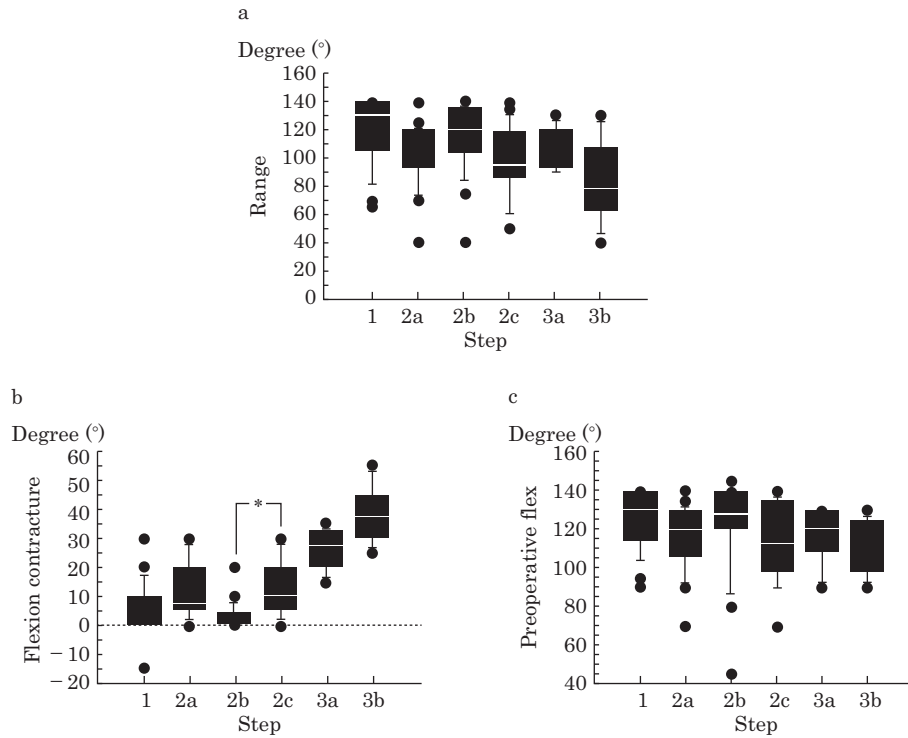 a
Degree (°)
160
140
120
100
80
60
40
20
0
Range
1 2a 2b 2c 3a 3b
Step
b
Degree (°)
60
50
40
30
20
10
0
−10
−20
Flexion contracture
*
1 2a 2b 2c 3a 3b
Step
c
Degree (°)
160
140
120
100
80
60
40
Preoperative flex
1 2a 2b 2c 3a 3b
Step